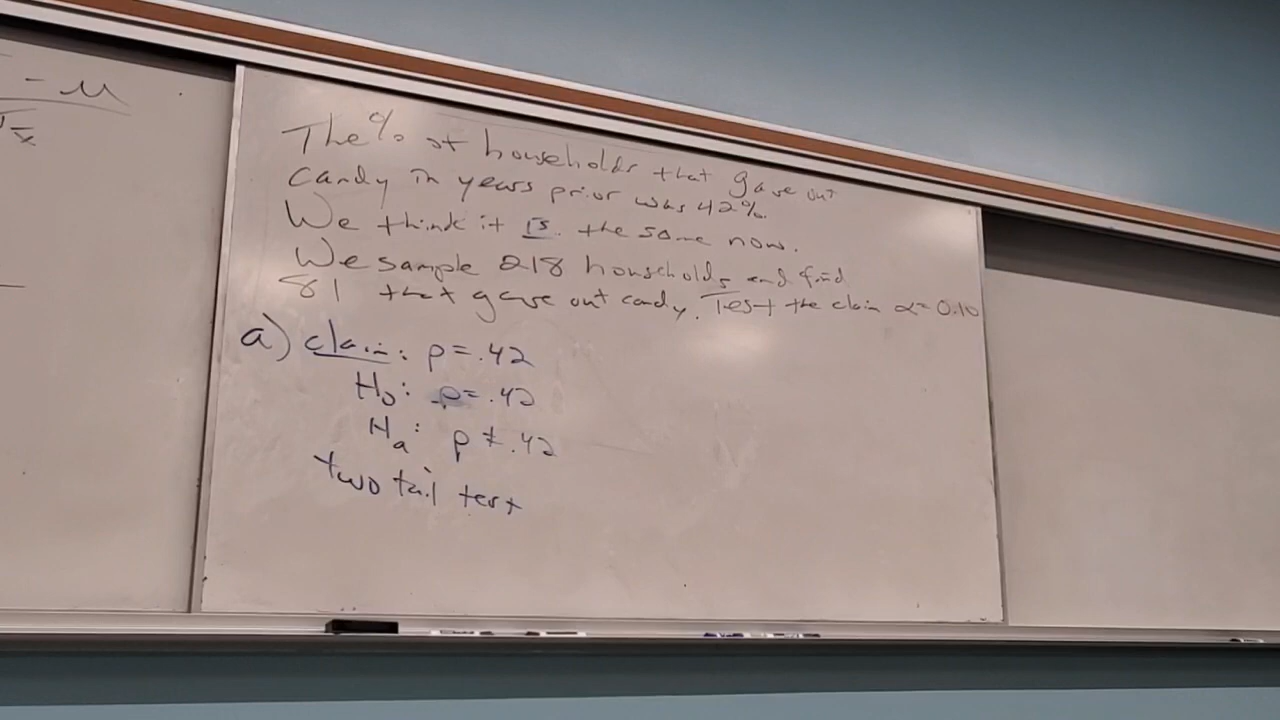 - μ
The % of households that gave out
candy in years prior was 42%.
We think it is the same now.
We sample 218 households and find
81 that gave out candy. Test the claim α = 0.10
a) claim: p = .42
H₀: p = .42
Hₐ: p ≠ .42
two tail test